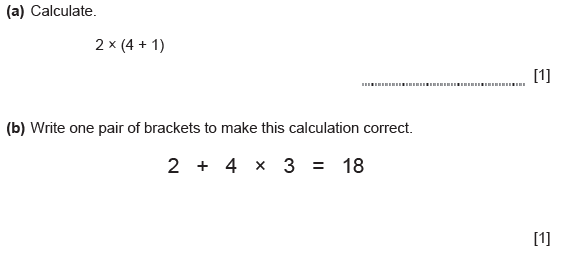 (a) Calculate.
2 × (4 + 1)
[1]
(b) Write one pair of brackets to make this calculation correct.
2 + 4 × 3 = 18
[1]